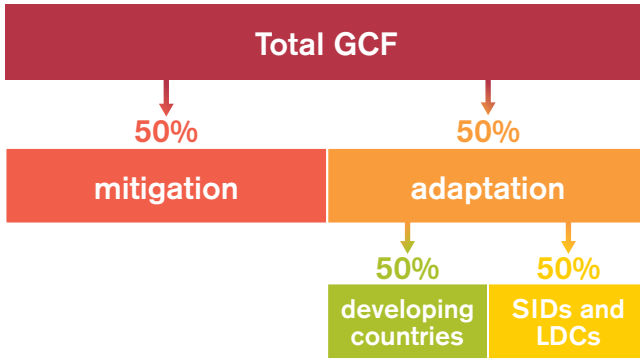 Total GCF
50% 50%
mitigation adaptation
50% 50%
developing SIDs and
countries LDCs